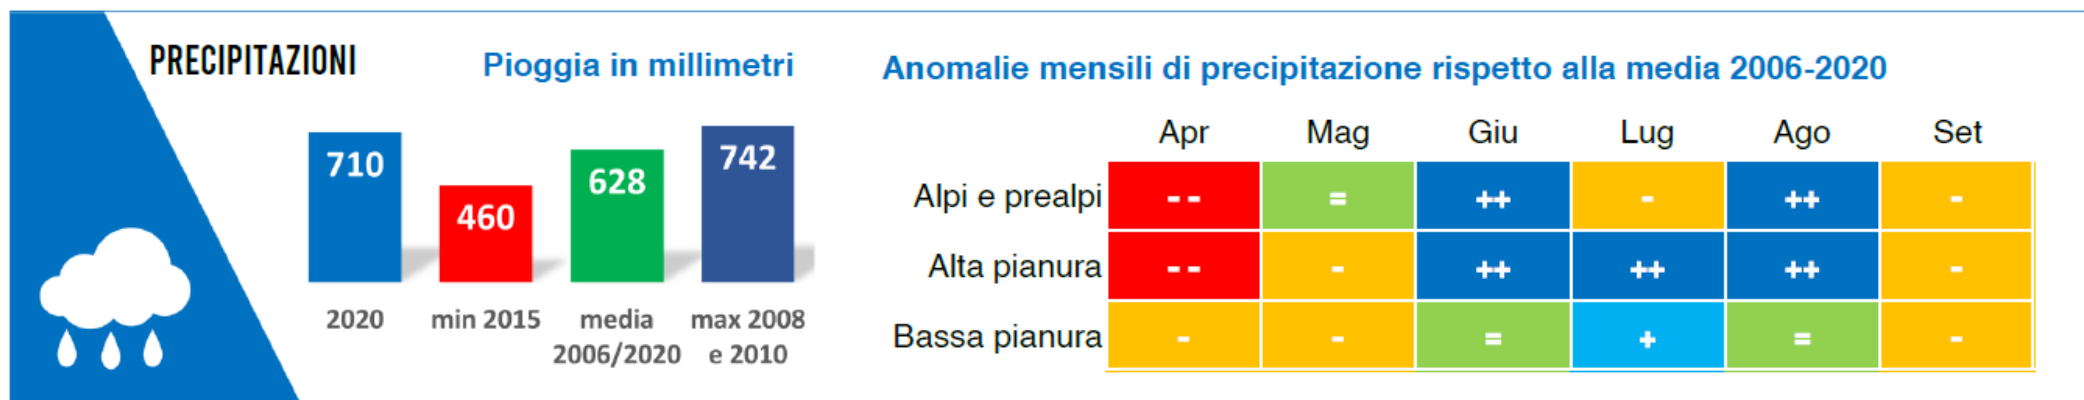 PRECIPITAZIONI
Pioggia in millimetri
710
460
628
742
2020
min 2015
media
2006/2020
max 2008
e 2010
Anomalie mensili di precipitazione rispetto alla media 2006-2020
Apr Mag Giu Lug Ago Set
Alpi e prealpi -- = ++ - ++ -
Alta pianura -- - ++ ++ ++ -
Bassa pianura - - = + = -